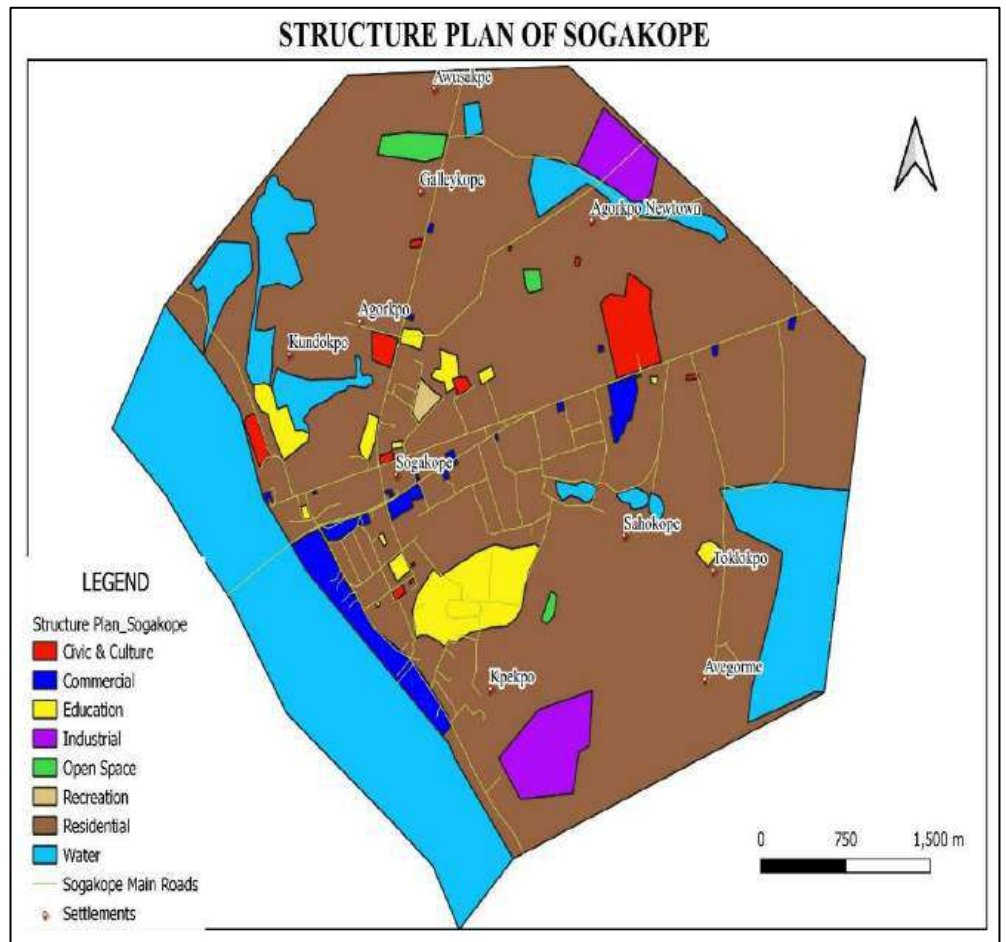 STRUCTURE PLAN OF SOGAKOPE
Awusakpe
Galleykope
Agorkpo Newtown
Agorkpo
Kundokpo
Sogakope
Sahokope
Toklokpo
Kpekpo
Avegorme
LEGEND
Structure Plan_Sogakope
Civic & Culture
Commercial
Education
Industrial
Open Space
Recreation
Residential
Water
Sogakope Main Roads
Settlements
0 750 1,500 m